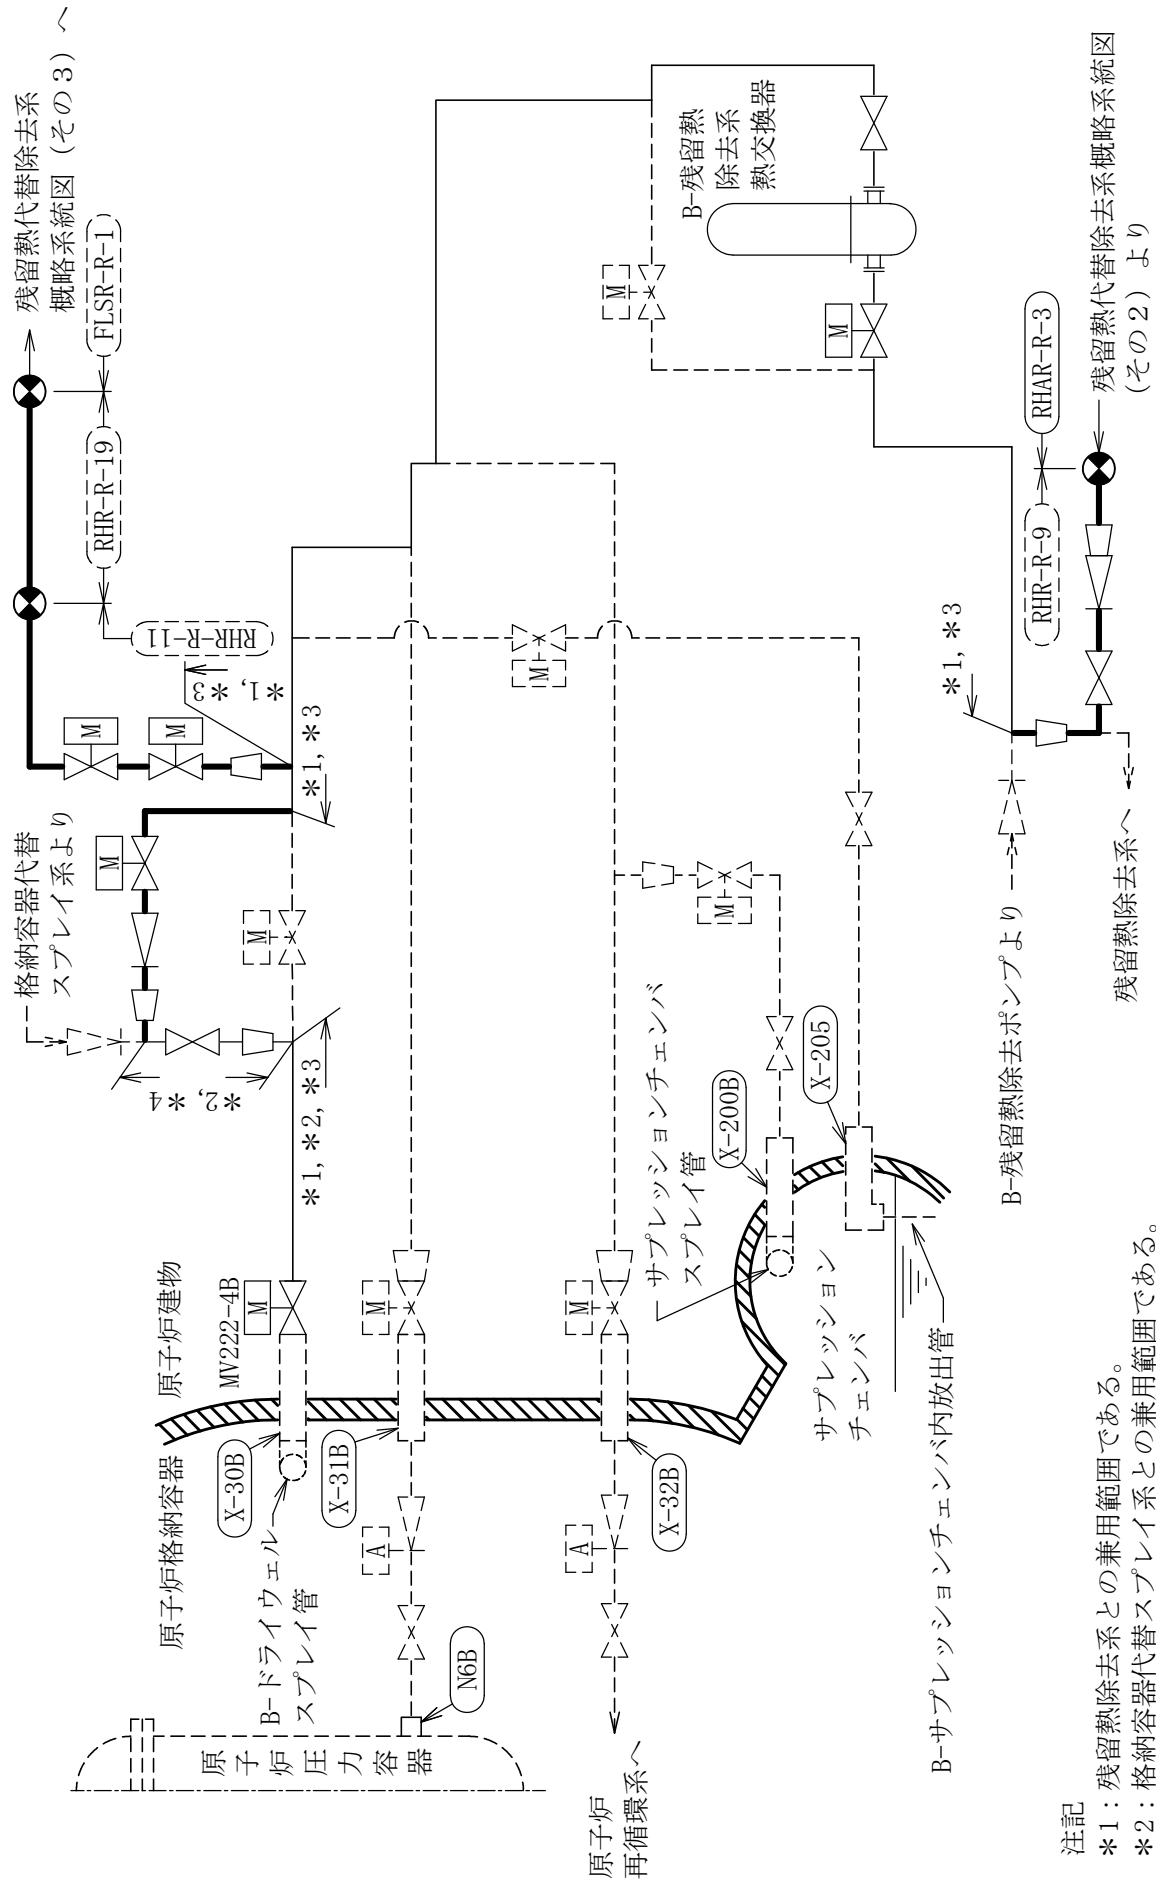 残留熱代替除去系
概略系統図（その３）へ
FLSR-R-1
RHR-R-19
RHR-R-11
＊1, ＊3
＊1, ＊3
M
M
M
格納容器代替
スプレイ系より
＊2, ＊4
M
＊1, ＊2, ＊3
M
MV222-4B
原子炉建物
原子炉格納容器
X-30B
B-ドライウェル
スプレイ管
原子炉圧力容器
X-31B
M
A
N6B
M
A
X-32B
原子炉
再循環系へ
B-残留熱
除去系
熱交換器
M
M
M
M
サプレッションチェンバ
スプレイ管
X-200B
X-205
サプレッション
チェンバ
B-サプレッションチェンバ内放出管
＊1, ＊3
RHAR-R-3
RHR-R-9
残留熱代替除去系概略系統図
(その２) より
B-残留熱除去ポンプより
残留熱除去系へ
注記
＊1：残留熱除去系との兼用範囲である。
＊2：格納容器代替スプレイ系との兼用範囲である。